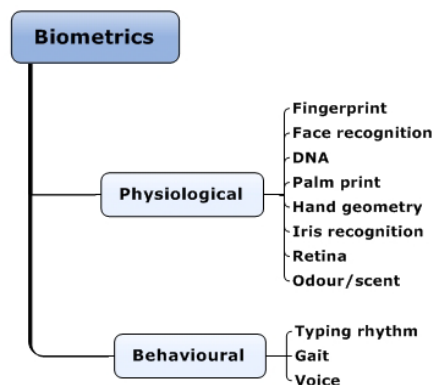 Biometrics
Physiological
Fingerprint
Face recognition
DNA
Palm print
Hand geometry
Iris recognition
Retina
Odour/scent
Behavioural
Typing rhythm
Gait
Voice